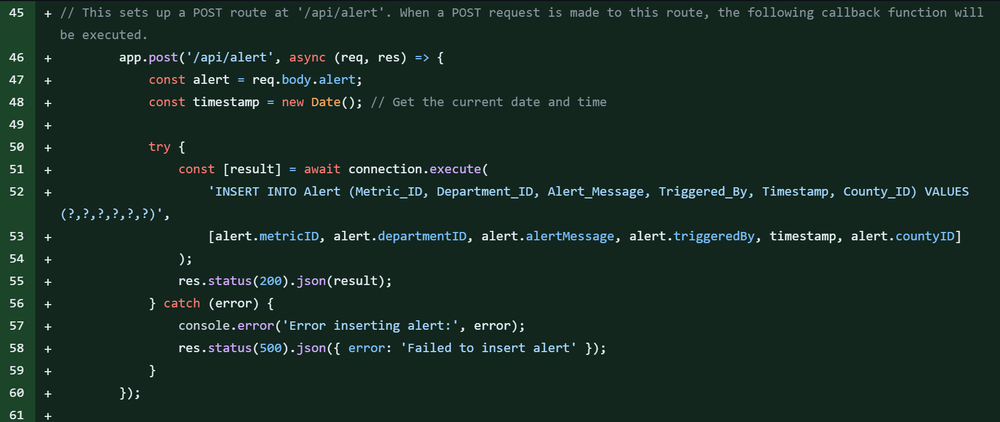 45 + // This sets up a POST route at '/api/alert'. When a POST request is made to this route, the following callback function will
be executed.
46 + app.post('/api/alert', async (req, res) => {
47 + const alert = req.body.alert;
48 + const timestamp = new Date(); // Get the current date and time
49 +
50 + try {
51 + const [result] = await connection.execute(
52 + 'INSERT INTO Alert (Metric_ID, Department_ID, Alert_Message, Triggered_By, Timestamp, County_ID) VALUES
(?,?,?,?,?,?)',
53 + [alert.metricID, alert.departmentID, alert.alertMessage, alert.triggeredBy, timestamp, alert.countyID]
54 + );
55 + res.status(200).json(result);
56 + } catch (error) {
57 + console.error('Error inserting alert:', error);
58 + res.status(500).json({ error: 'Failed to insert alert' });
59 + }
60 + });
61 +